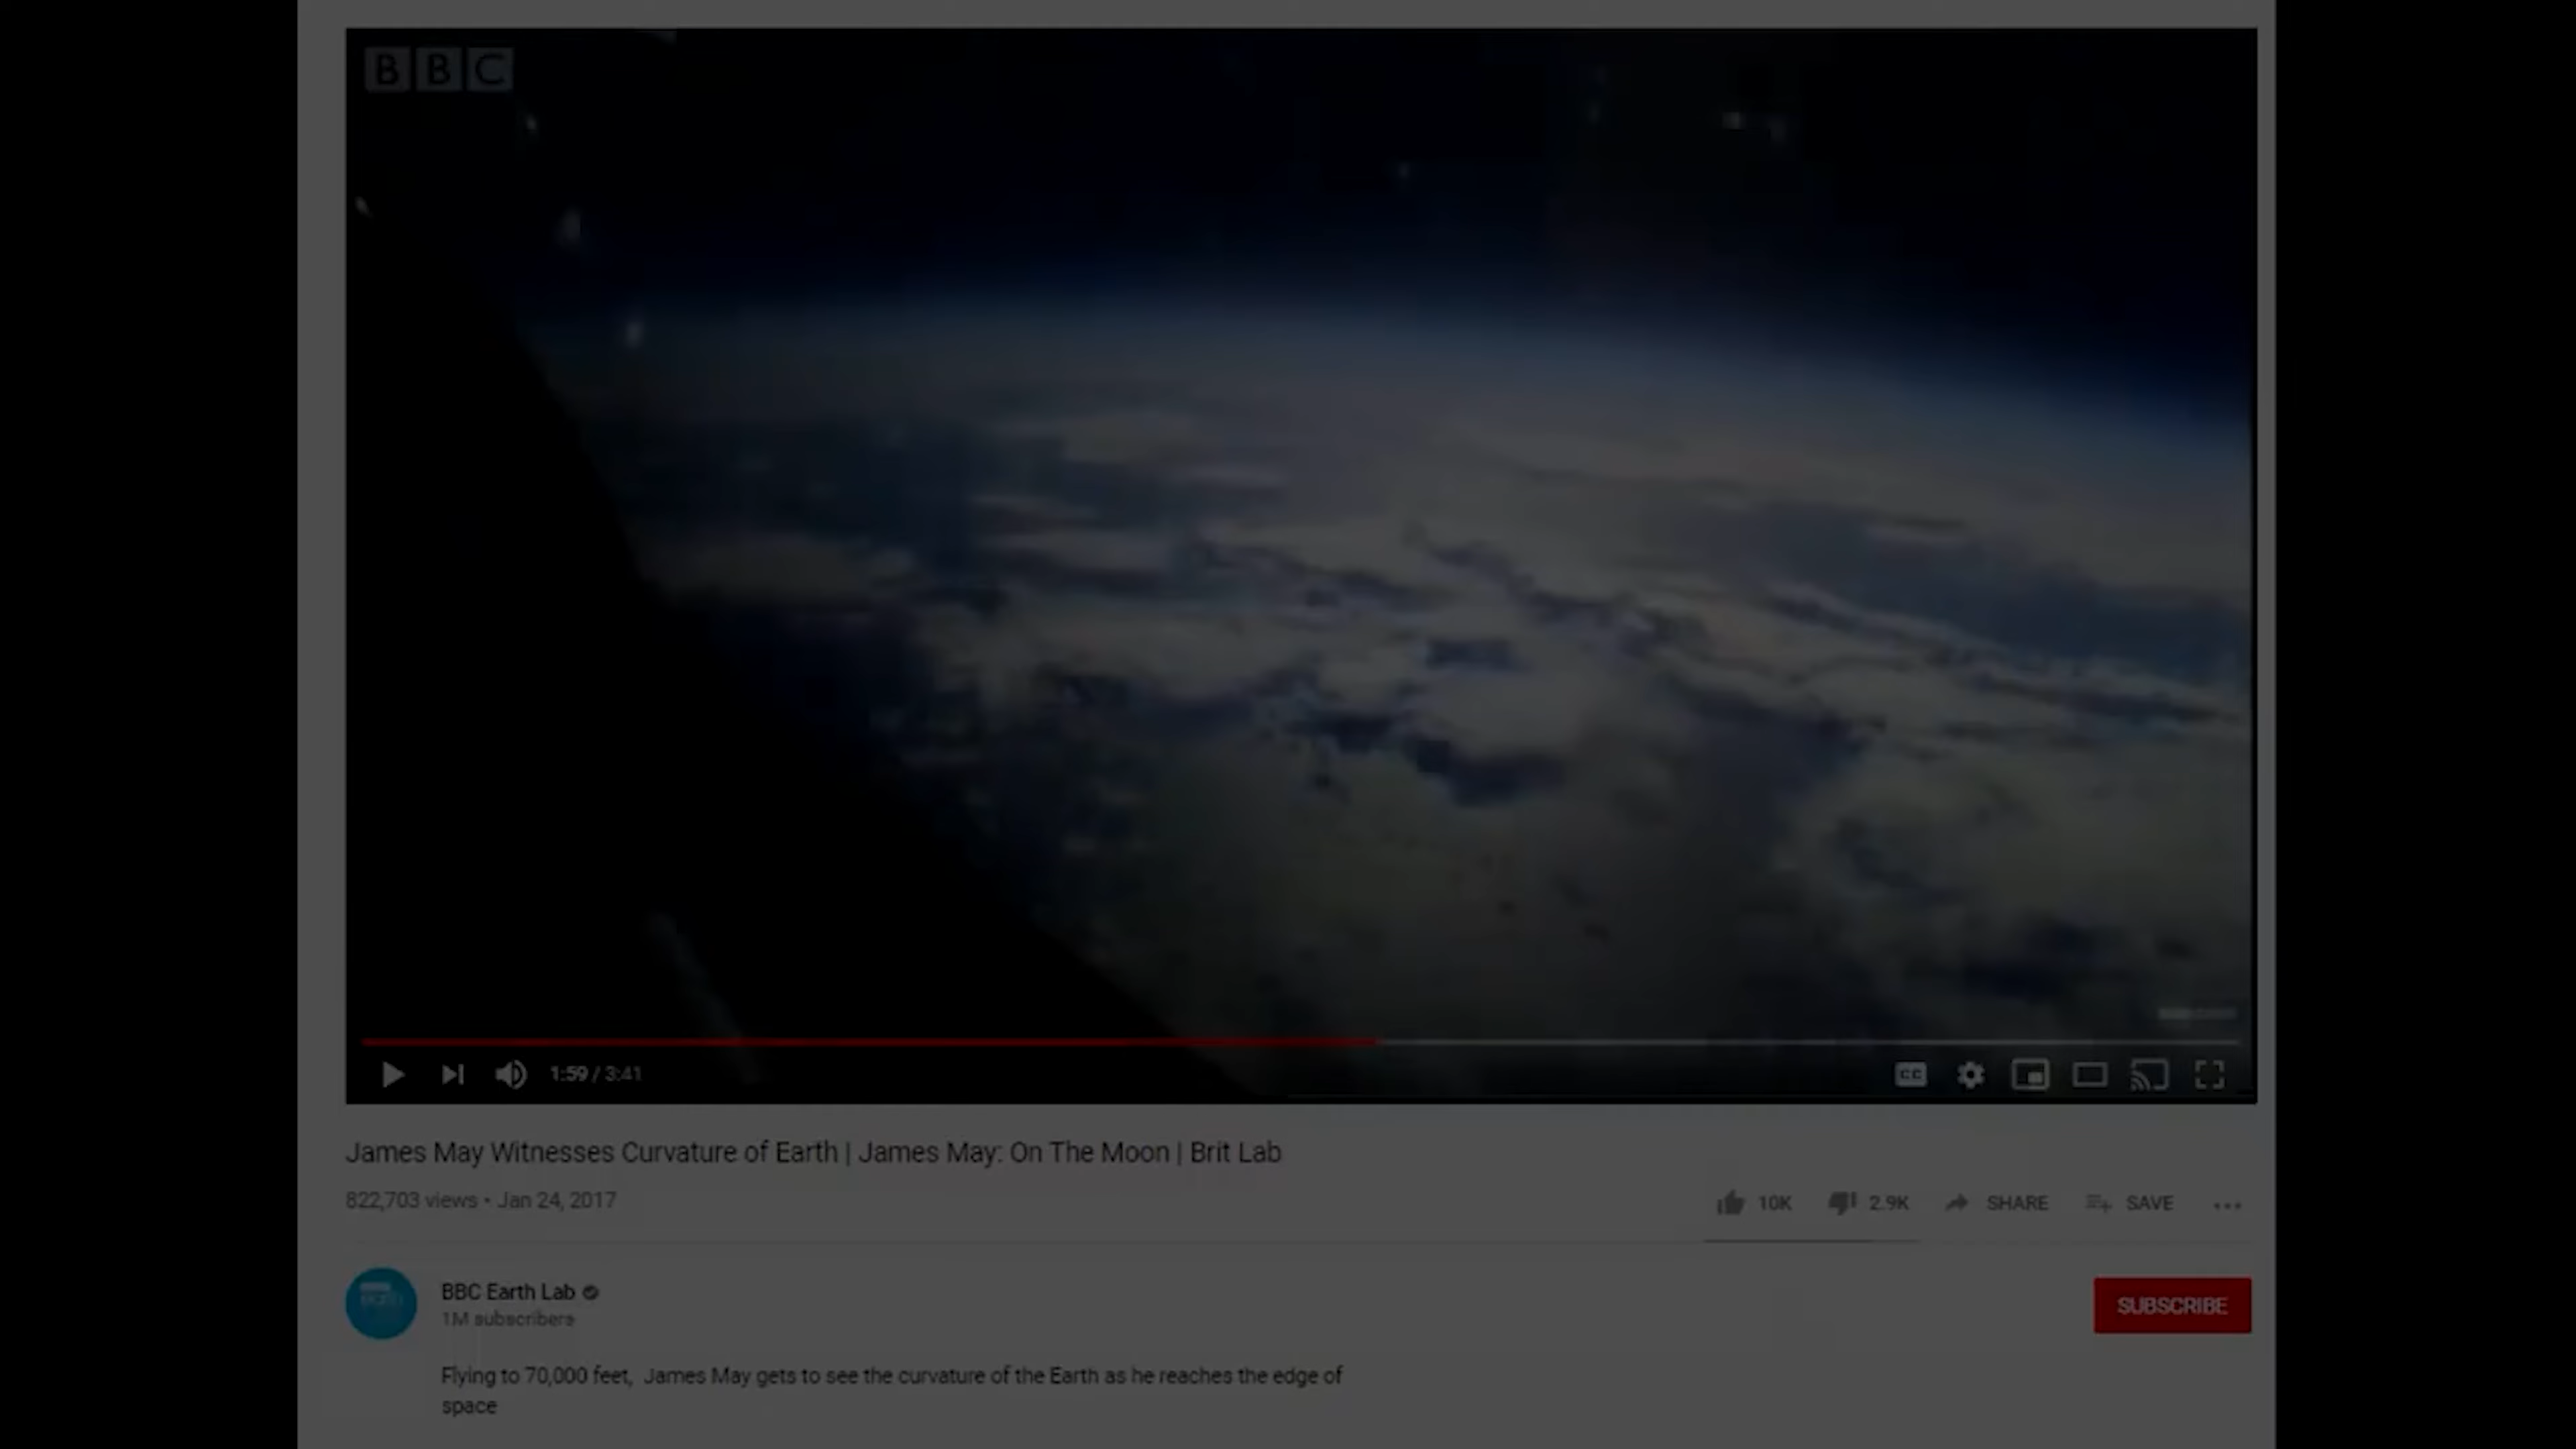 BBC
1:59 / 3:41
CC
James May Witnesses Curvature of Earth | James May: On The Moon | Brit Lab
822,703 views • Jan 24, 2017
10K 2.9K SHARE SAVE
BBC Earth Lab
1M subscribers
SUBSCRIBE
Flying to 70,000 feet, James May gets to see the curvature of the Earth as he reaches the edge of
space